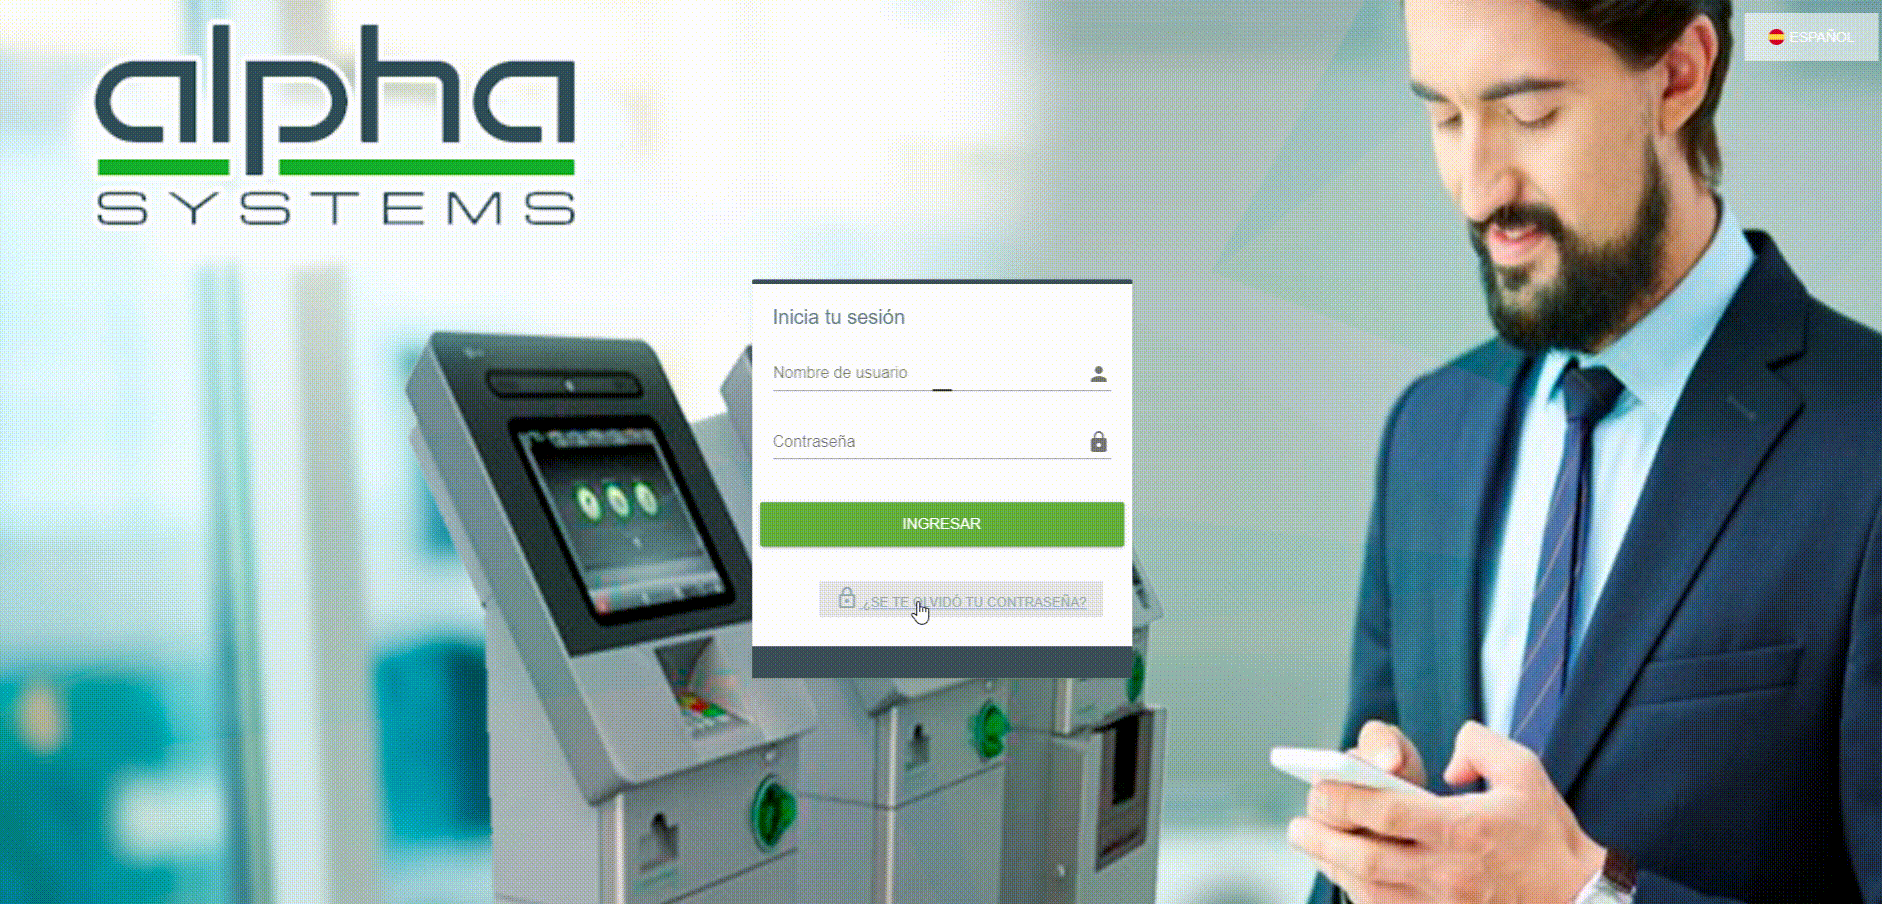 alpha
SYSTEMS
ESPAÑOL
Inicia tu sesión
Nombre de usuario
Contraseña
INGRESAR
¿SE TE OLVIDÓ TU CONTRASEÑA?